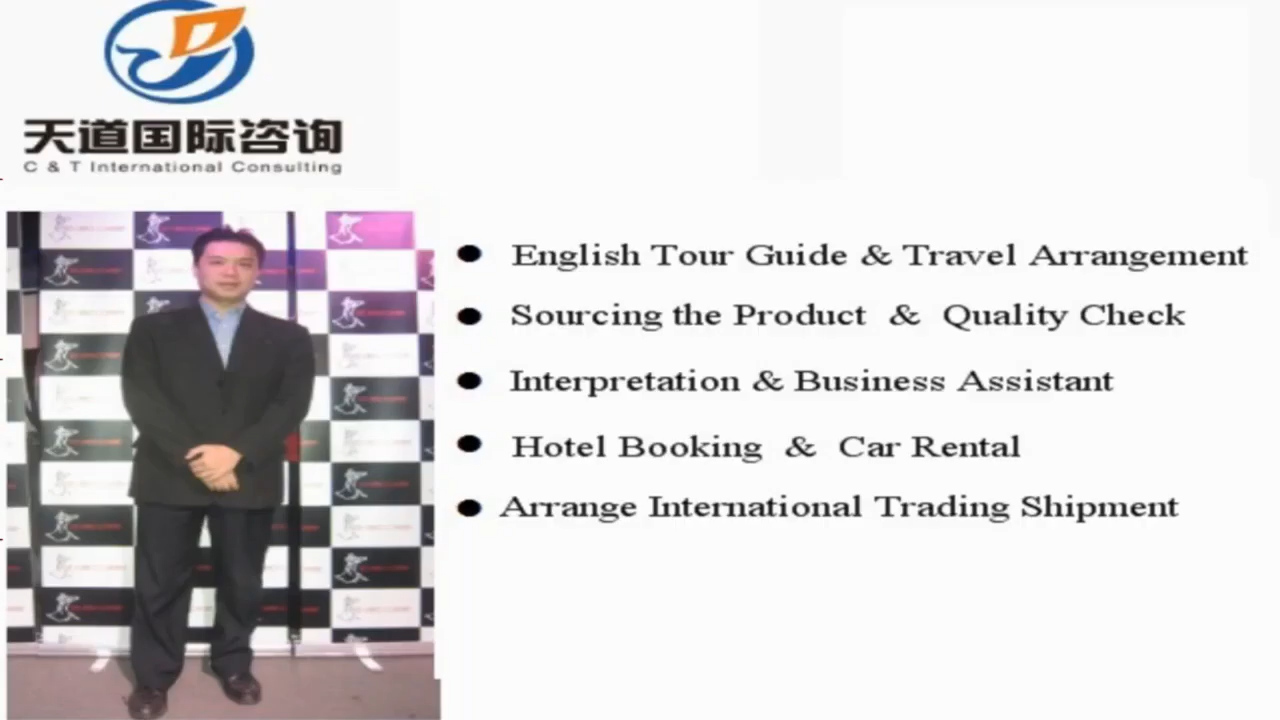 天道国际咨询
C & T International Consulting
● English Tour Guide & Travel Arrangement
● Sourcing the Product & Quality Check
● Interpretation & Business Assistant
● Hotel Booking & Car Rental
● Arrange International Trading Shipment